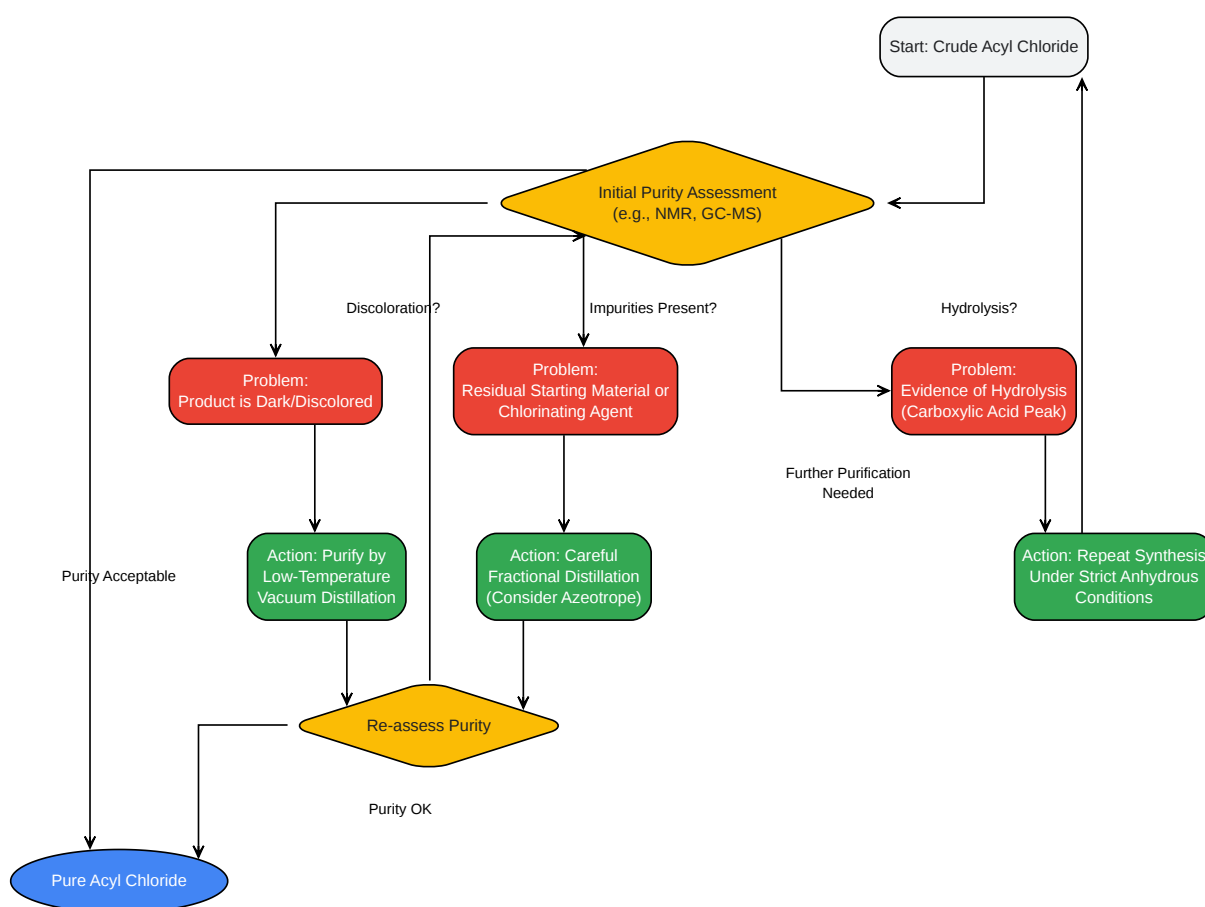 Start: Crude Acyl Chloride
Initial Purity Assessment
(e.g., NMR, GC-MS)
Discoloration?
Impurities Present?
Hydrolysis?
Problem:
Product is Dark/Discolored
Problem:
Residual Starting Material or
Chlorinating Agent
Problem:
Evidence of Hydrolysis
(Carboxylic Acid Peak)
Further Purification
Needed
Purity Acceptable
Action: Purify by
Low-Temperature
Vacuum Distillation
Action: Careful
Fractional Distillation
(Consider Azeotrope)
Action: Repeat Synthesis
Under Strict Anhydrous
Conditions
Re-assess Purity
Purity OK
Pure Acyl Chloride